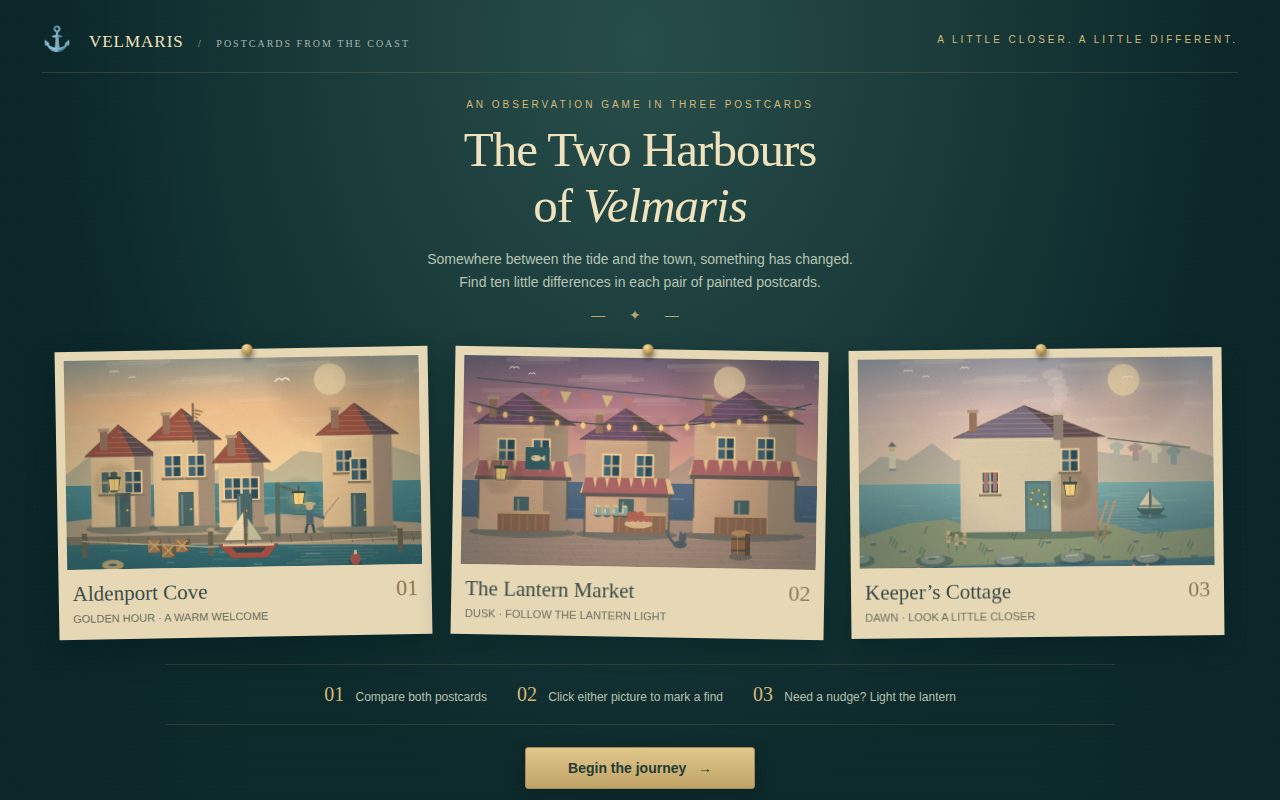 VELMARIS / POSTCARDS FROM THE COAST
A LITTLE CLOSER. A LITTLE DIFFERENT.
AN OBSERVATION GAME IN THREE POSTCARDS
The Two Harbours
of Velmaris
Somewhere between the tide and the town, something has changed.
Find ten little differences in each pair of painted postcards.
Aldenport Cove 01
GOLDEN HOUR · A WARM WELCOME
The Lantern Market 02
DUSK · FOLLOW THE LANTERN LIGHT
Keeper’s Cottage 03
DAWN · LOOK A LITTLE CLOSER
01 Compare both postcards
02 Click either picture to mark a find
03 Need a nudge? Light the lantern
Begin the journey →